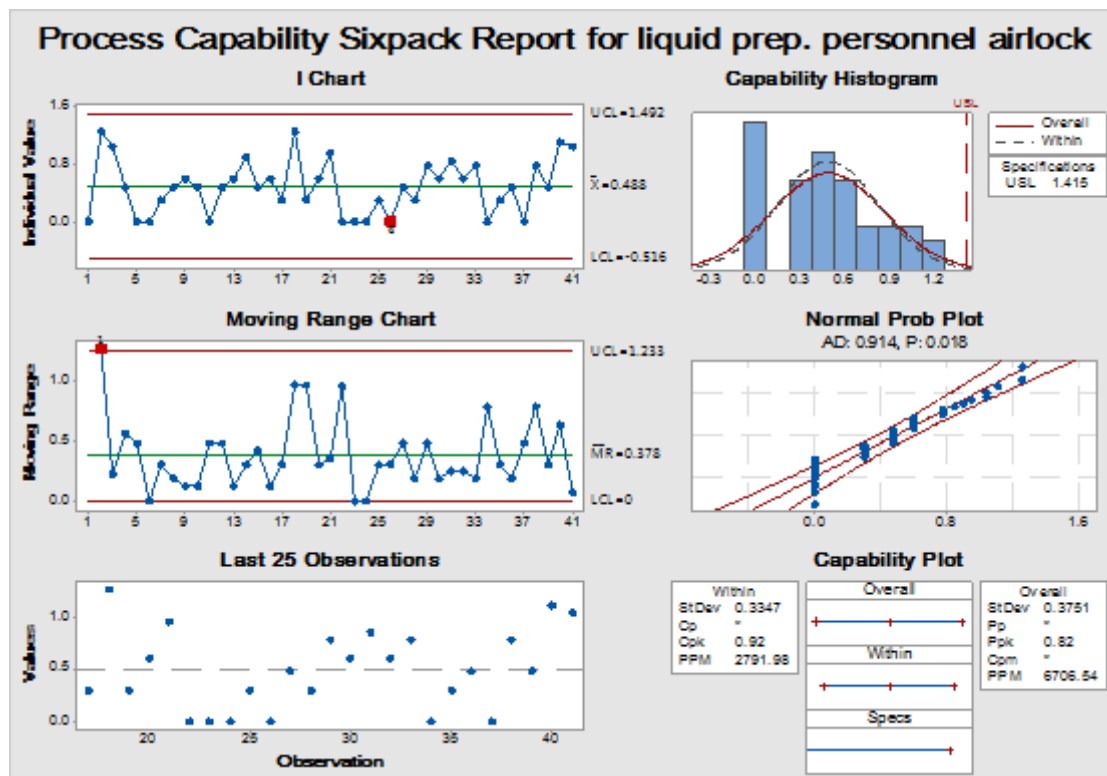 Process Capability Sixpack Report for liquid prep. personnel airlock
I Chart
Individual Value
1.6
0.8
0.0
UCL=1.492
X̄=0.488
LCL=-0.516
1 5 9 13 17 21 25 29 33 37 41
Capability Histogram
USL
Overall
Within
Specifications
USL 1.415
-0.3 0.0 0.3 0.6 0.9 1.2
Moving Range Chart
Moving Range
1.0
0.5
0.0
1
UCL=1.233
M̄R̄=0.378
LCL=0
1 5 9 13 17 21 25 29 33 37 41
Normal Prob Plot
AD: 0.914, P: 0.018
0.0 0.8 1.6
Last 25 Observations
Values
1.0
0.5
0.0
20 25 30 35 40
Observation
Capability Plot
Within
StDev 0.3347
Cp *
Cpk 0.92
PPM 2791.98
Overall
Within
Specs
Overall
StDev 0.3751
Pp *
Ppk 0.82
Cpm *
PPM 6706.54